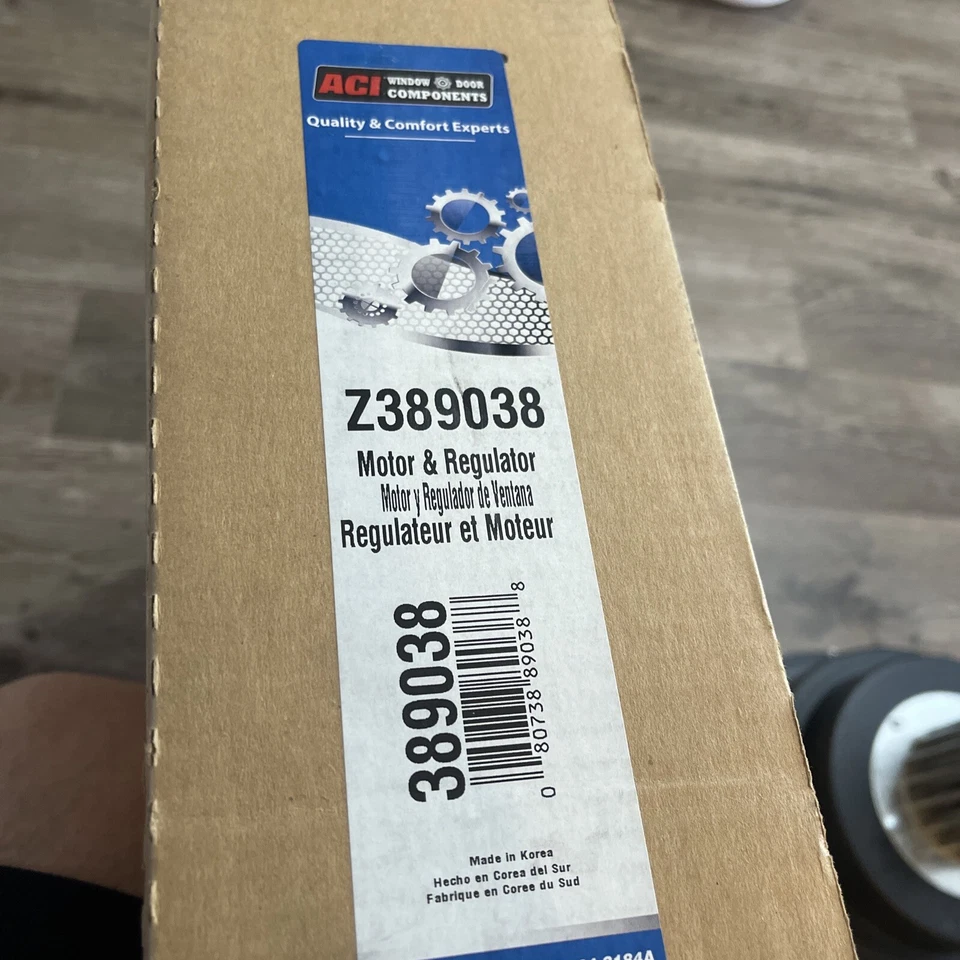 ACI WINDOW DOOR
COMPONENTS
Quality & Comfort Experts
Z389038
Motor & Regulator
Motor y Regulador de Ventana
Regulateur et Moteur
389038
0 80738 89038 8
Made in Korea
Hecho en Corea del Sur
Fabrique en Coree du Sud